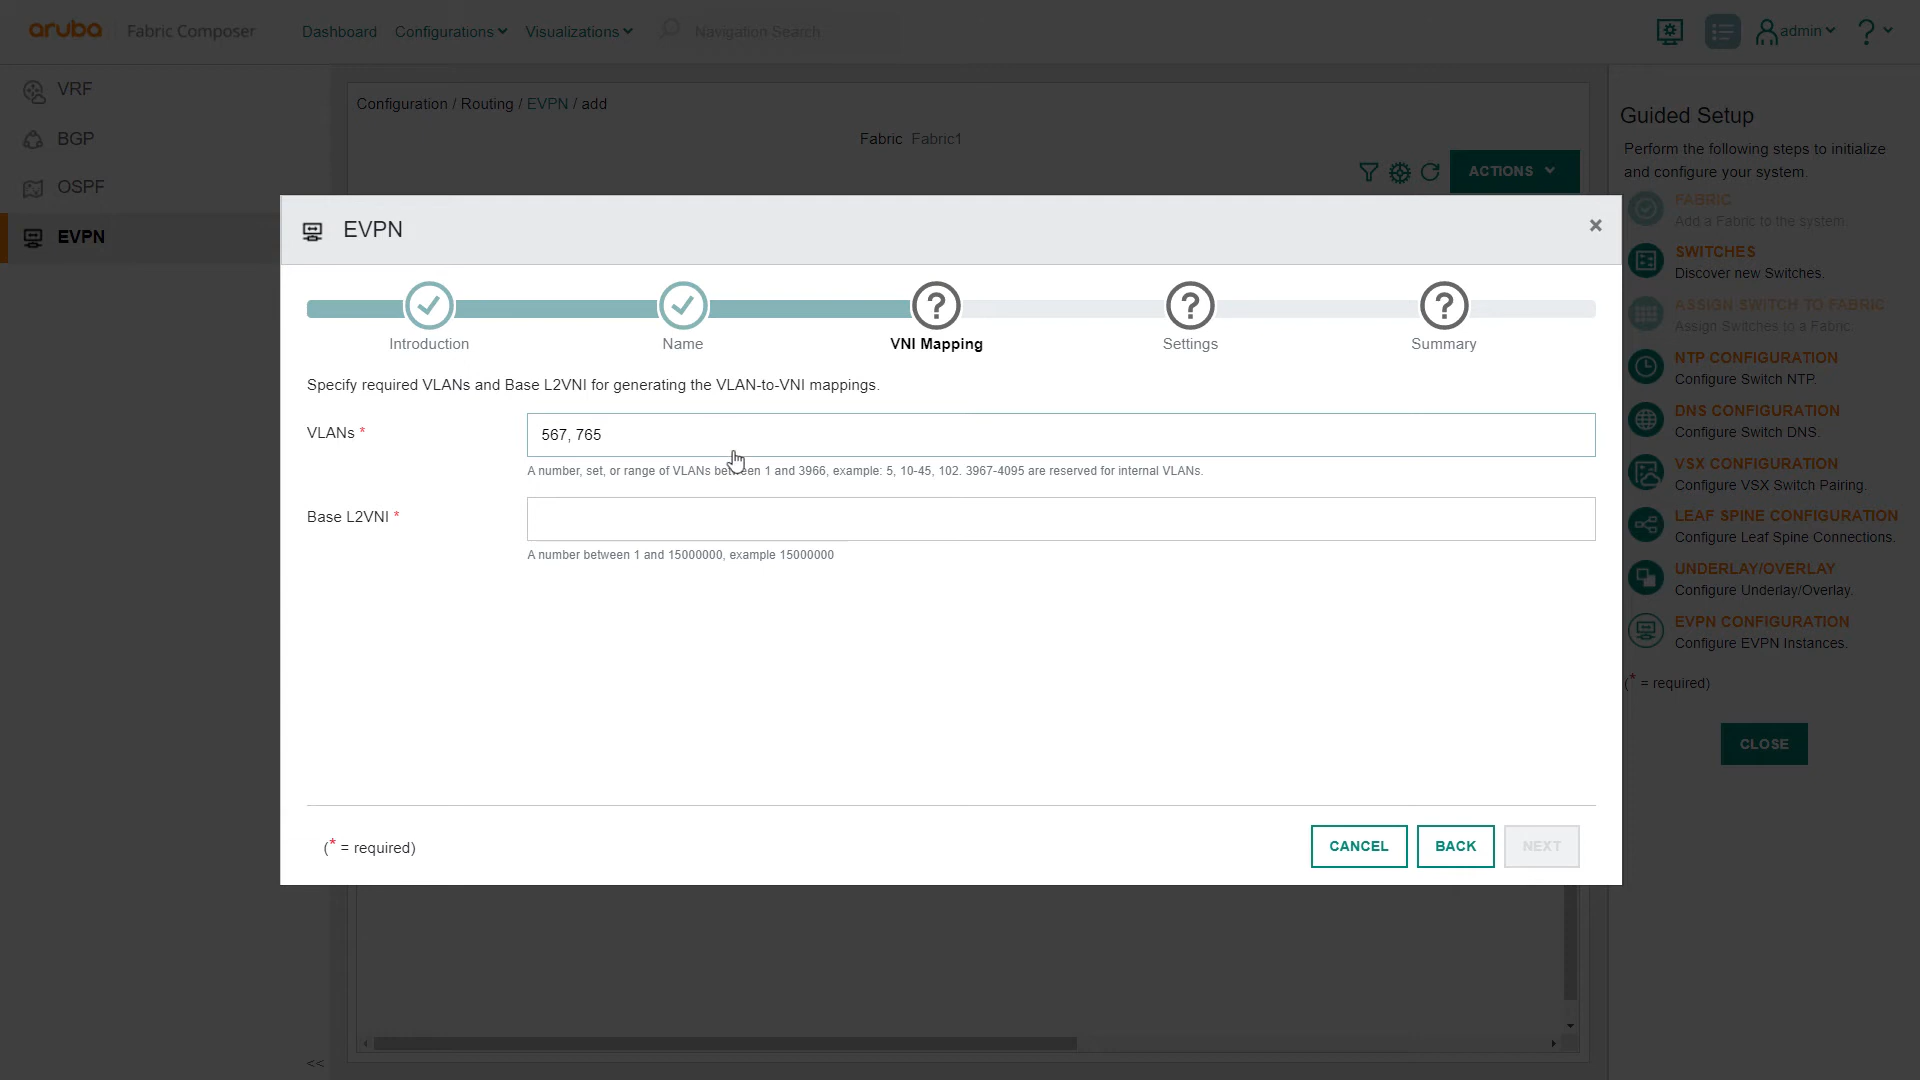 aruba Fabric Composer Dashboard Configurations Visualizations Navigation Search admin ?
VRF
BGP
OSPF
EVPN
<<
Configuration / Routing / EVPN / add
Fabric Fabric1
ACTIONS
EVPN
×
Introduction
Name
? VNI Mapping
? Settings
? Summary
Specify required VLANs and Base L2VNI for generating the VLAN-to-VNI mappings.
VLANs * 567, 765
A number, set, or range of VLANs between 1 and 3966, example: 5, 10-45, 102. 3967-4095 are reserved for internal VLANs.
Base L2VNI *
A number between 1 and 15000000, example 15000000
(* = required)
CANCEL BACK NEXT
Guided Setup
Perform the following steps to initialize
and configure your system.
FABRIC
Add a Fabric to the system.
SWITCHES
Discover new Switches.
ASSIGN SWITCH TO FABRIC
Assign Switches to a Fabric.
NTP CONFIGURATION
Configure Switch NTP.
DNS CONFIGURATION
Configure Switch DNS.
VSX CONFIGURATION
Configure VSX Switch Pairing.
LEAF SPINE CONFIGURATION
Configure Leaf Spine Connections.
UNDERLAY/OVERLAY
Configure Underlay/Overlay.
EVPN CONFIGURATION
Configure EVPN Instances.
(* = required)
CLOSE